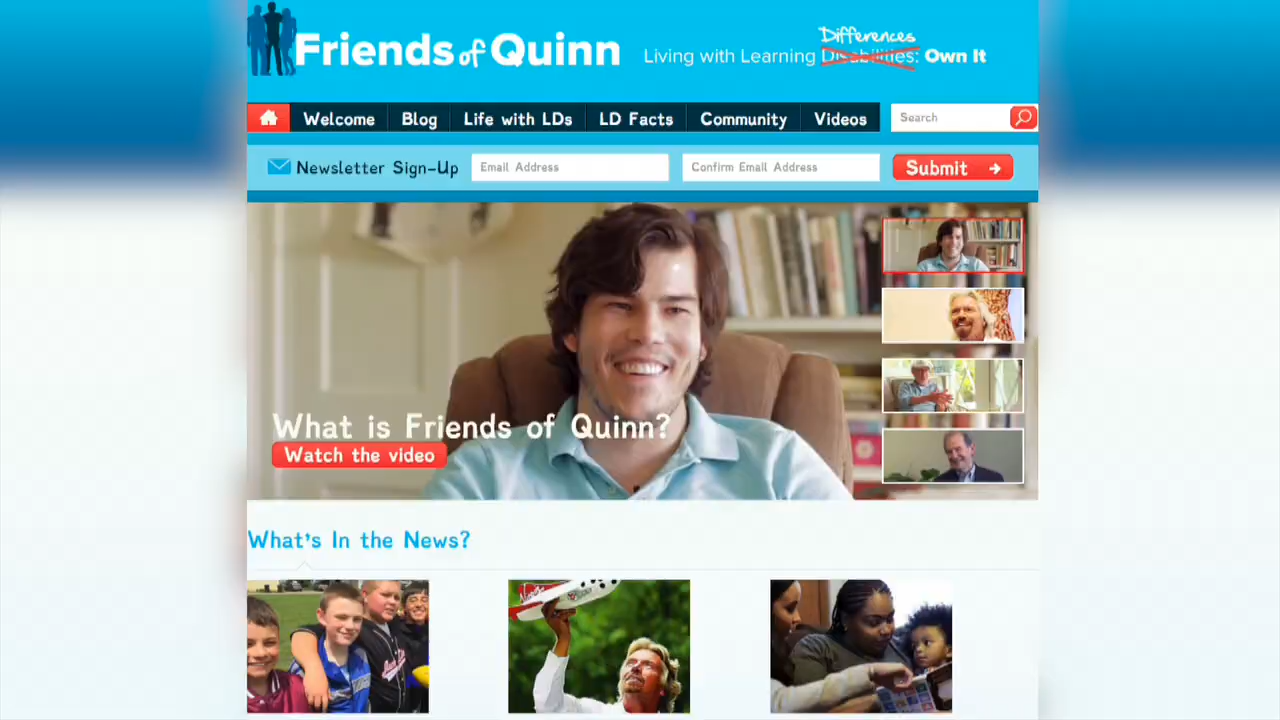 Friends of Quinn
Differences
Living with Learning Disabilities: Own It
Welcome
Blog
Life with LDs
LD Facts
Community
Videos
Search
Newsletter Sign-Up
Email Address
Confirm Email Address
Submit
What is Friends of Quinn?
Watch the video
What's In the News?